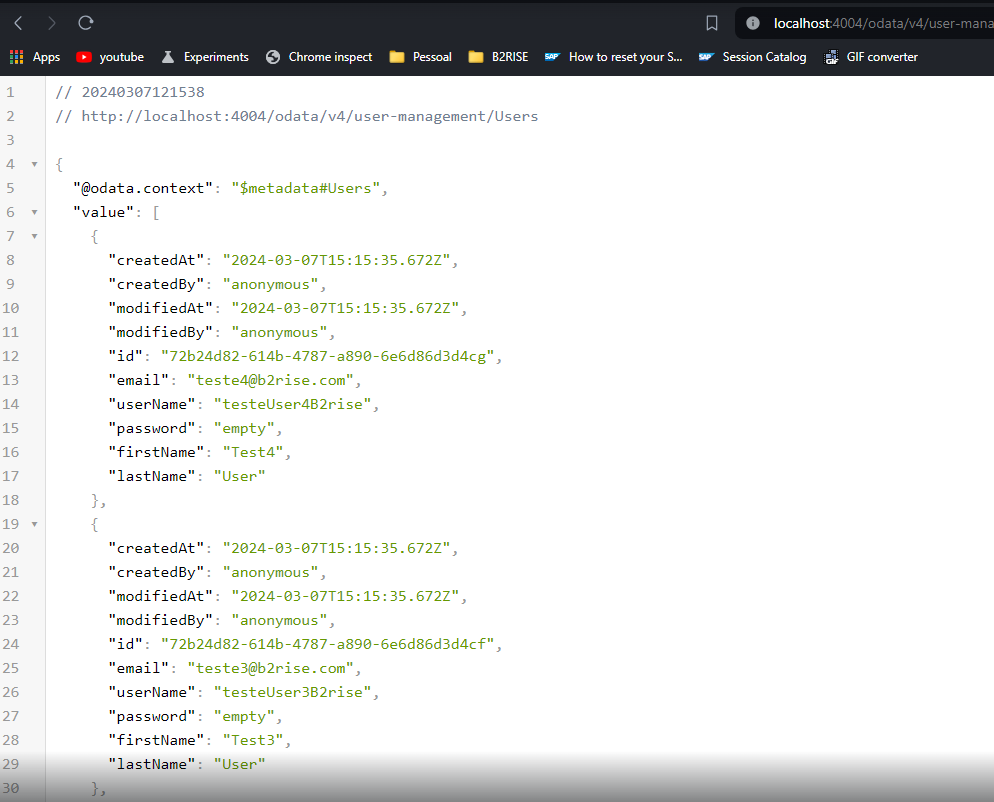 localhost:4004/odata/v4/user-mana
Apps youtube Experiments Chrome inspect Pessoal B2RISE SAP How to reset your S... SAP Session Catalog GIF GIF converter
1 // 20240307121538
2 // http://localhost:4004/odata/v4/user-management/Users
3
4 {
5 "@odata.context": "$metadata#Users",
6 "value": [
7 {
8 "createdAt": "2024-03-07T15:15:35.672Z",
9 "createdBy": "anonymous",
10 "modifiedAt": "2024-03-07T15:15:35.672Z",
11 "modifiedBy": "anonymous",
12 "id": "72b24d82-614b-4787-a890-6e6d86d3d4cg",
13 "email": "teste4@b2rise.com",
14 "userName": "testeUser4B2rise",
15 "password": "empty",
16 "firstName": "Test4",
17 "lastName": "User"
18 },
19 {
20 "createdAt": "2024-03-07T15:15:35.672Z",
21 "createdBy": "anonymous",
22 "modifiedAt": "2024-03-07T15:15:35.672Z",
23 "modifiedBy": "anonymous",
24 "id": "72b24d82-614b-4787-a890-6e6d86d3d4cf",
25 "email": "teste3@b2rise.com",
26 "userName": "testeUser3B2rise",
27 "password": "empty",
28 "firstName": "Test3",
29 "lastName": "User"
30 },